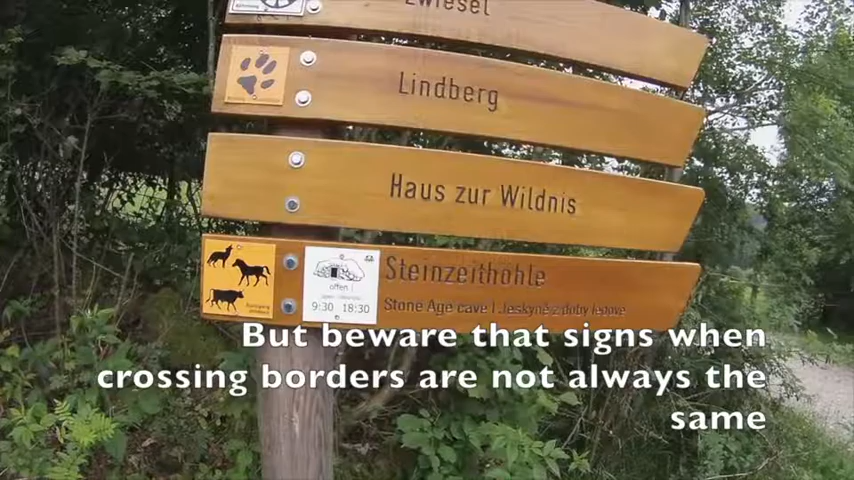 Zwiesel
Lindberg
Haus zur Wildnis
Steinzeithöhle
offen
9:30 18:30
Stone Age cave | Jeskyně z doby ledové
But beware that signs when
crossing borders are not always the
same